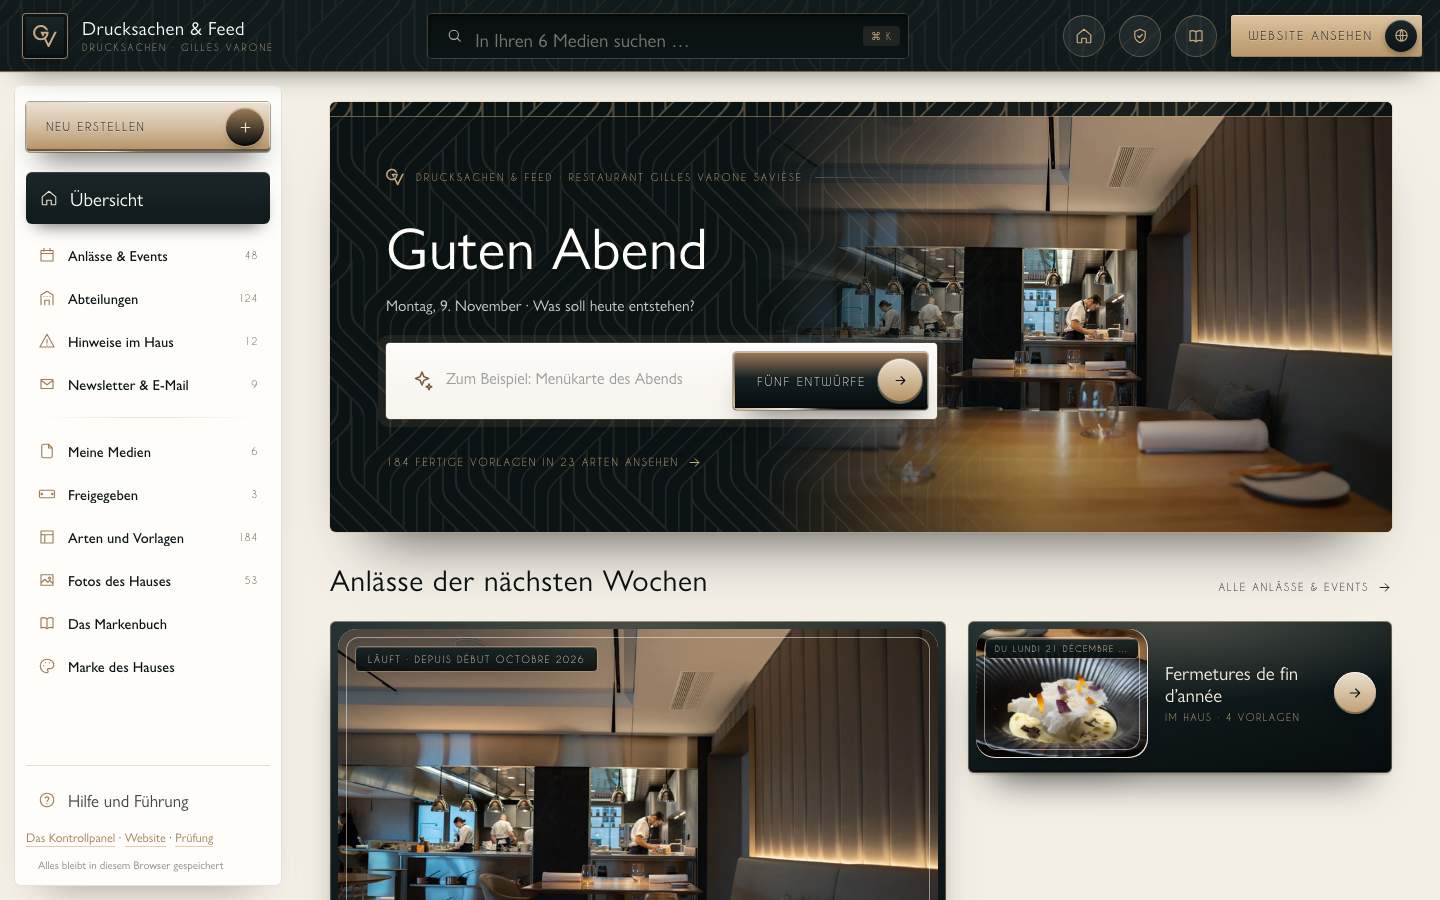 Drucksachen & Feed
DRUCKSACHEN · GILLES VARONE
In Ihren 6 Medien suchen …
⌘ K
WEBSITE ANSEHEN
NEU ERSTELLEN
Übersicht
Anlässe & Events 48
Abteilungen 124
Hinweise im Haus 12
Newsletter & E-Mail 9
Meine Medien 6
Freigegeben 3
Arten und Vorlagen 184
Fotos des Hauses 53
Das Markenbuch
Marke des Hauses
Hilfe und Führung
Das Kontrollpanel · Website · Prüfung
Alles bleibt in diesem Browser gespeichert
DRUCKSACHEN & FEED · RESTAURANT GILLES VARONE SAVIÈSE
Guten Abend
Montag, 9. November · Was soll heute entstehen?
Zum Beispiel: Menükarte des Abends
FÜNF ENTWÜRFE
184 FERTIGE VORLAGEN IN 23 ARTEN ANSEHEN
Anlässe der nächsten Wochen
ALLE ANLÄSSE & EVENTS
LÄUFT · DEPUIS DÉBUT OCTOBRE 2026
DU LUNDI 21 DÉCEMBRE …
Fermetures de fin
d’année
IM HAUS · 4 VORLAGEN